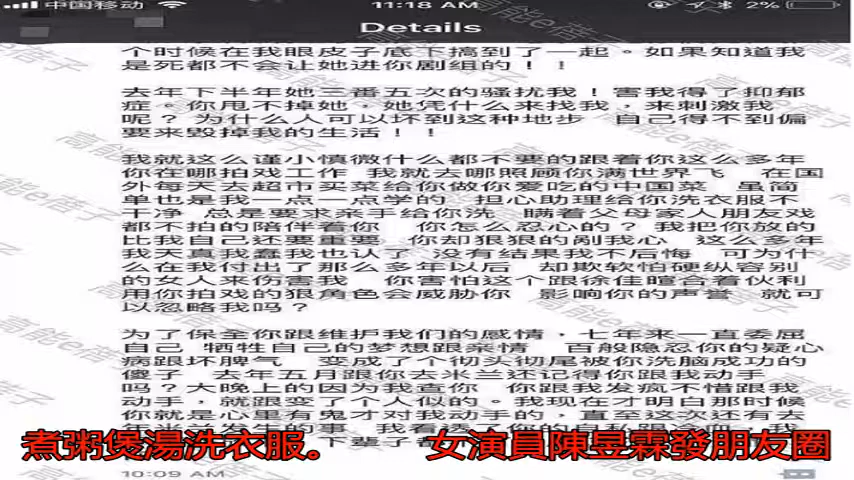 中国移动 11:18 AM 2%
Details
个时候在我眼皮子底下搞到了一起。如果知道我
是死都不会让她进你剧组的！！
去年下半年她三番五次的骚扰我！害我得了抑郁
症。你甩不掉她，她凭什么来找我，来刺激我
呢？为什么人可以坏到这种地步 自己得不到偏
要来毁掉我的生活！！
我就这么谨小慎微什么都不要的跟着你这么多年
你在哪拍戏工作 我就去哪照顾你满世界飞 在国
外每天去超市买菜给你做你爱吃的中国菜 虽简
单也是我一点一点学的 担心助理给你洗衣服不
干净 总是要求亲手给你洗 瞒着父母家人朋友戏
都不拍的陪伴着你 你怎么忍心的？我把你放的
比我自己还要重要 你却狠狠的剐我心 这么多年
我天真我蠢我也认了 没有结果我不后悔 可为什
么在我付出了那么多年以后 却欺软怕硬纵容别
的女人来伤害我 你害怕这个跟徐佳暄合着伙利
用你拍戏的狠角色会威胁你 影响你的声誉 就可
以忽略我吗？
为了保全你跟维护我们的感情，七年来一直委屈
自己 牺牲自己的梦想跟亲情 百般隐忍你的疑心
病跟坏脾气 变成了个彻头彻尾被你洗脑成功的
傻子 去年五月跟你去米兰还记得你跟我动手
吗？大晚上的因为我查你 你跟我发疯不惜跟我
动手，就跟变了个人似的。我现在才明白那时候
你就是心里有鬼才对我动手的，直至这次还有去
煮粥煲湯洗衣服。 女演員陳昱霖發朋友圈
10:09 AM
高能e蓓子